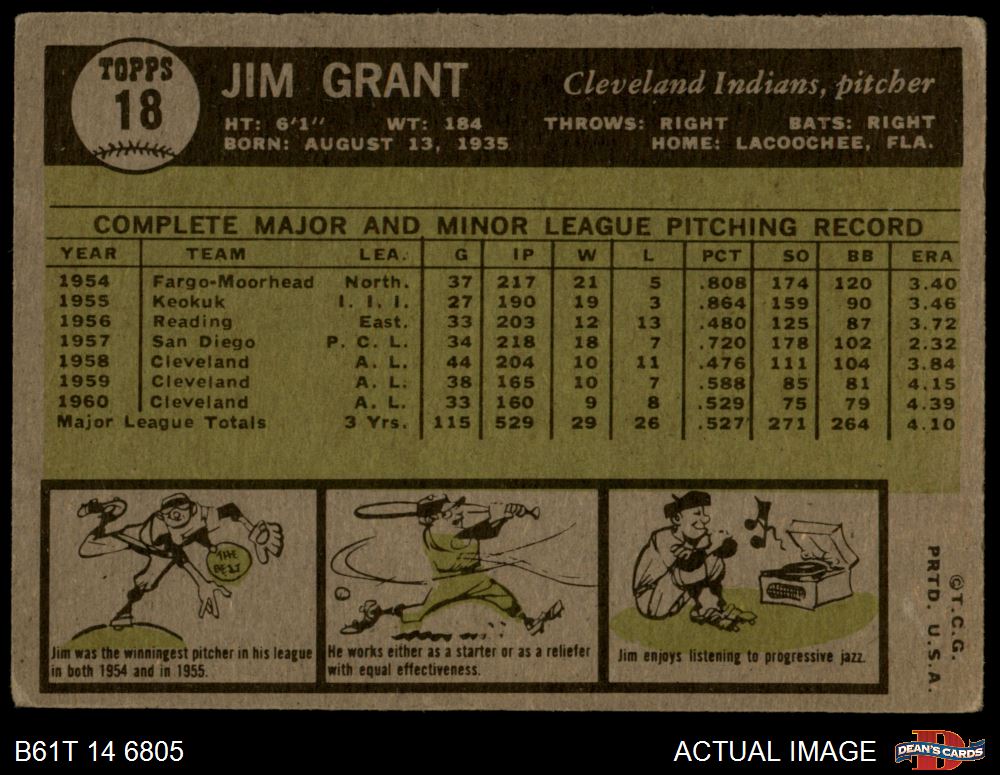 TOPPS
18
JIM GRANT
Cleveland Indians, pitcher
HT: 6'1" WT: 184 THROWS: RIGHT BATS: RIGHT
BORN: AUGUST 13, 1935 HOME: LACOOCHEE, FLA.
COMPLETE MAJOR AND MINOR LEAGUE PITCHING RECORD
YEAR TEAM LEA. G IP W L PCT SO BB ERA
1954 Fargo-Moorhead North. 37 217 21 5 .808 174 120 3.40
1955 Keokuk I. I. I. 27 190 19 3 .864 159 90 3.46
1956 Reading East. 33 203 12 13 .480 125 87 3.72
1957 San Diego P. C. L. 34 218 18 7 .720 178 102 2.32
1958 Cleveland A. L. 44 204 10 11 .476 111 104 3.84
1959 Cleveland A. L. 38 165 10 7 .588 85 81 4.15
1960 Cleveland A. L. 33 160 9 8 .529 75 79 4.39
Major League Totals 3 Yrs. 115 529 29 26 .527 271 264 4.10
THE
BEST
Jim was the winningest pitcher in his league
in both 1954 and in 1955.
He works either as a starter or as a reliefer
with equal effectiveness.
Jim enjoys listening to progressive jazz.
©T.C.G.
PRTD. U.S.A.
B61T 14 6805
ACTUAL IMAGE
D
DEAN'S CARDS